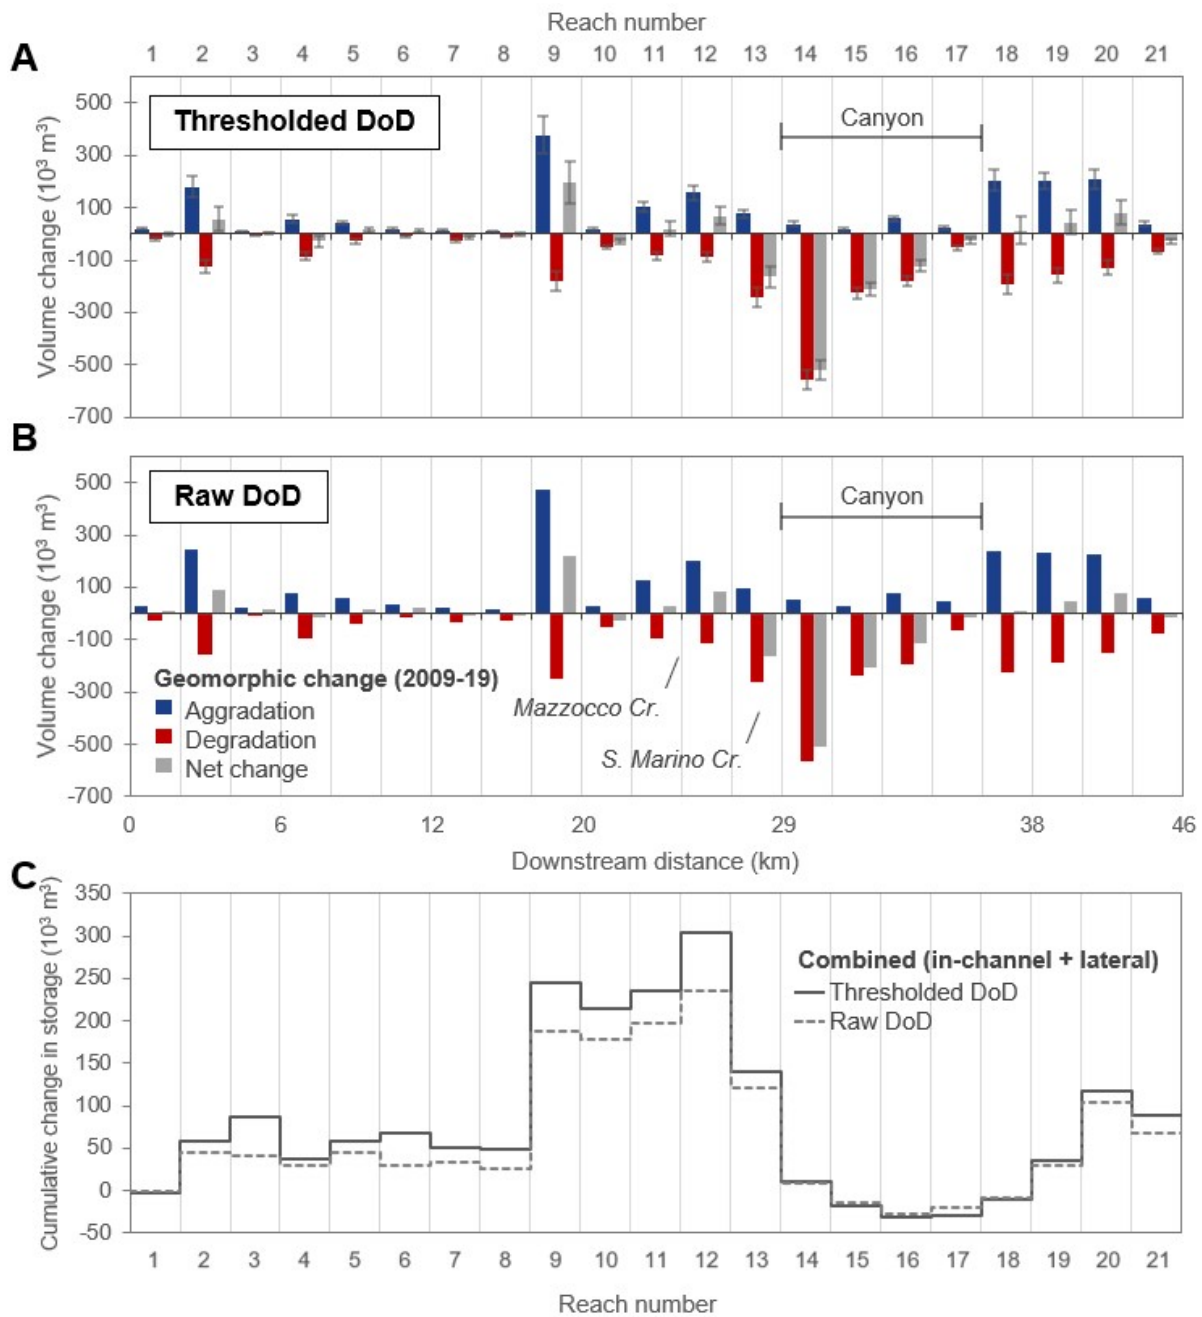 Reach number
A
1 2 3 4 5 6 7 8 9 10 11 12 13 14 15 16 17 18 19 20 21
Volume change (10³ m³)
500
300
100
-100
-300
-500
-700
Thresholded DoD
Canyon
B
Volume change (10³ m³)
500
300
100
-100
-300
-500
-700
Raw DoD
Canyon
Geomorphic change (2009-19)
Aggradation
Degradation
Net change
Mazzocco Cr.
S. Marino Cr.
0 6 12 20 29 38 46
Downstream distance (km)
C
Cumulative change in storage (10³ m³)
350
300
250
200
150
100
50
0
-50
Combined (in-channel + lateral)
Thresholded DoD
Raw DoD
1 2 3 4 5 6 7 8 9 10 11 12 13 14 15 16 17 18 19 20 21
Reach number